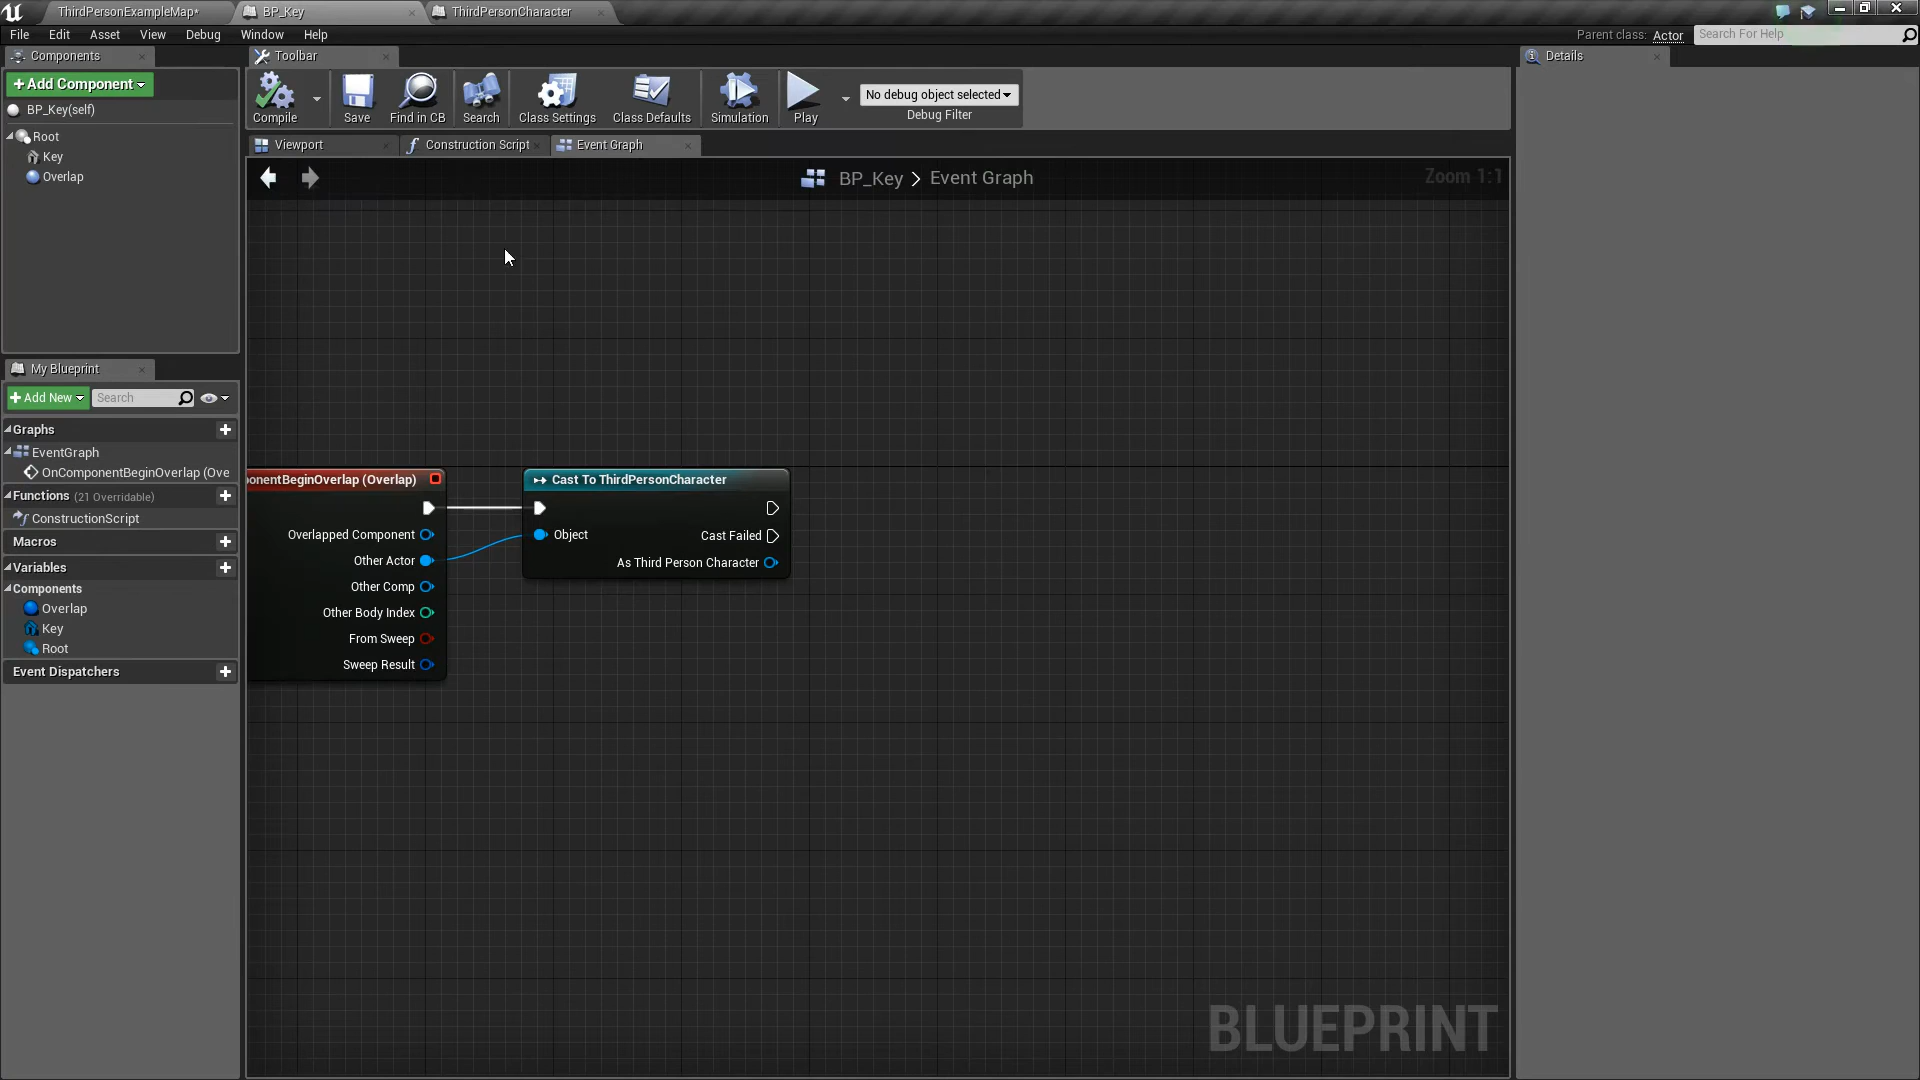 ThirdPersonExampleMap*
BP_Key
ThirdPersonCharacter
File Edit Asset View Debug Window Help
Parent class: Actor
Search For Help
Components
Toolbar
Details
+Add Component
BP_Key(self)
Root
Key
Overlap
Compile
Save
Find in CB
Search
Class Settings
Class Defaults
Simulation
Play
No debug object selected
Debug Filter
Viewport
Construction Script
Event Graph
BP_Key > Event Graph
Zoom 1:1
My Blueprint
+Add New
Search
Graphs
EventGraph
OnComponentBeginOverlap (Ove
Functions (21 Overridable)
ConstructionScript
Macros
Variables
Components
Overlap
Key
Root
Event Dispatchers
ponentBeginOverlap (Overlap)
Overlapped Component
Other Actor
Other Comp
Other Body Index
From Sweep
Sweep Result
Cast To ThirdPersonCharacter
Object
Cast Failed
As Third Person Character
BLUEPRINT